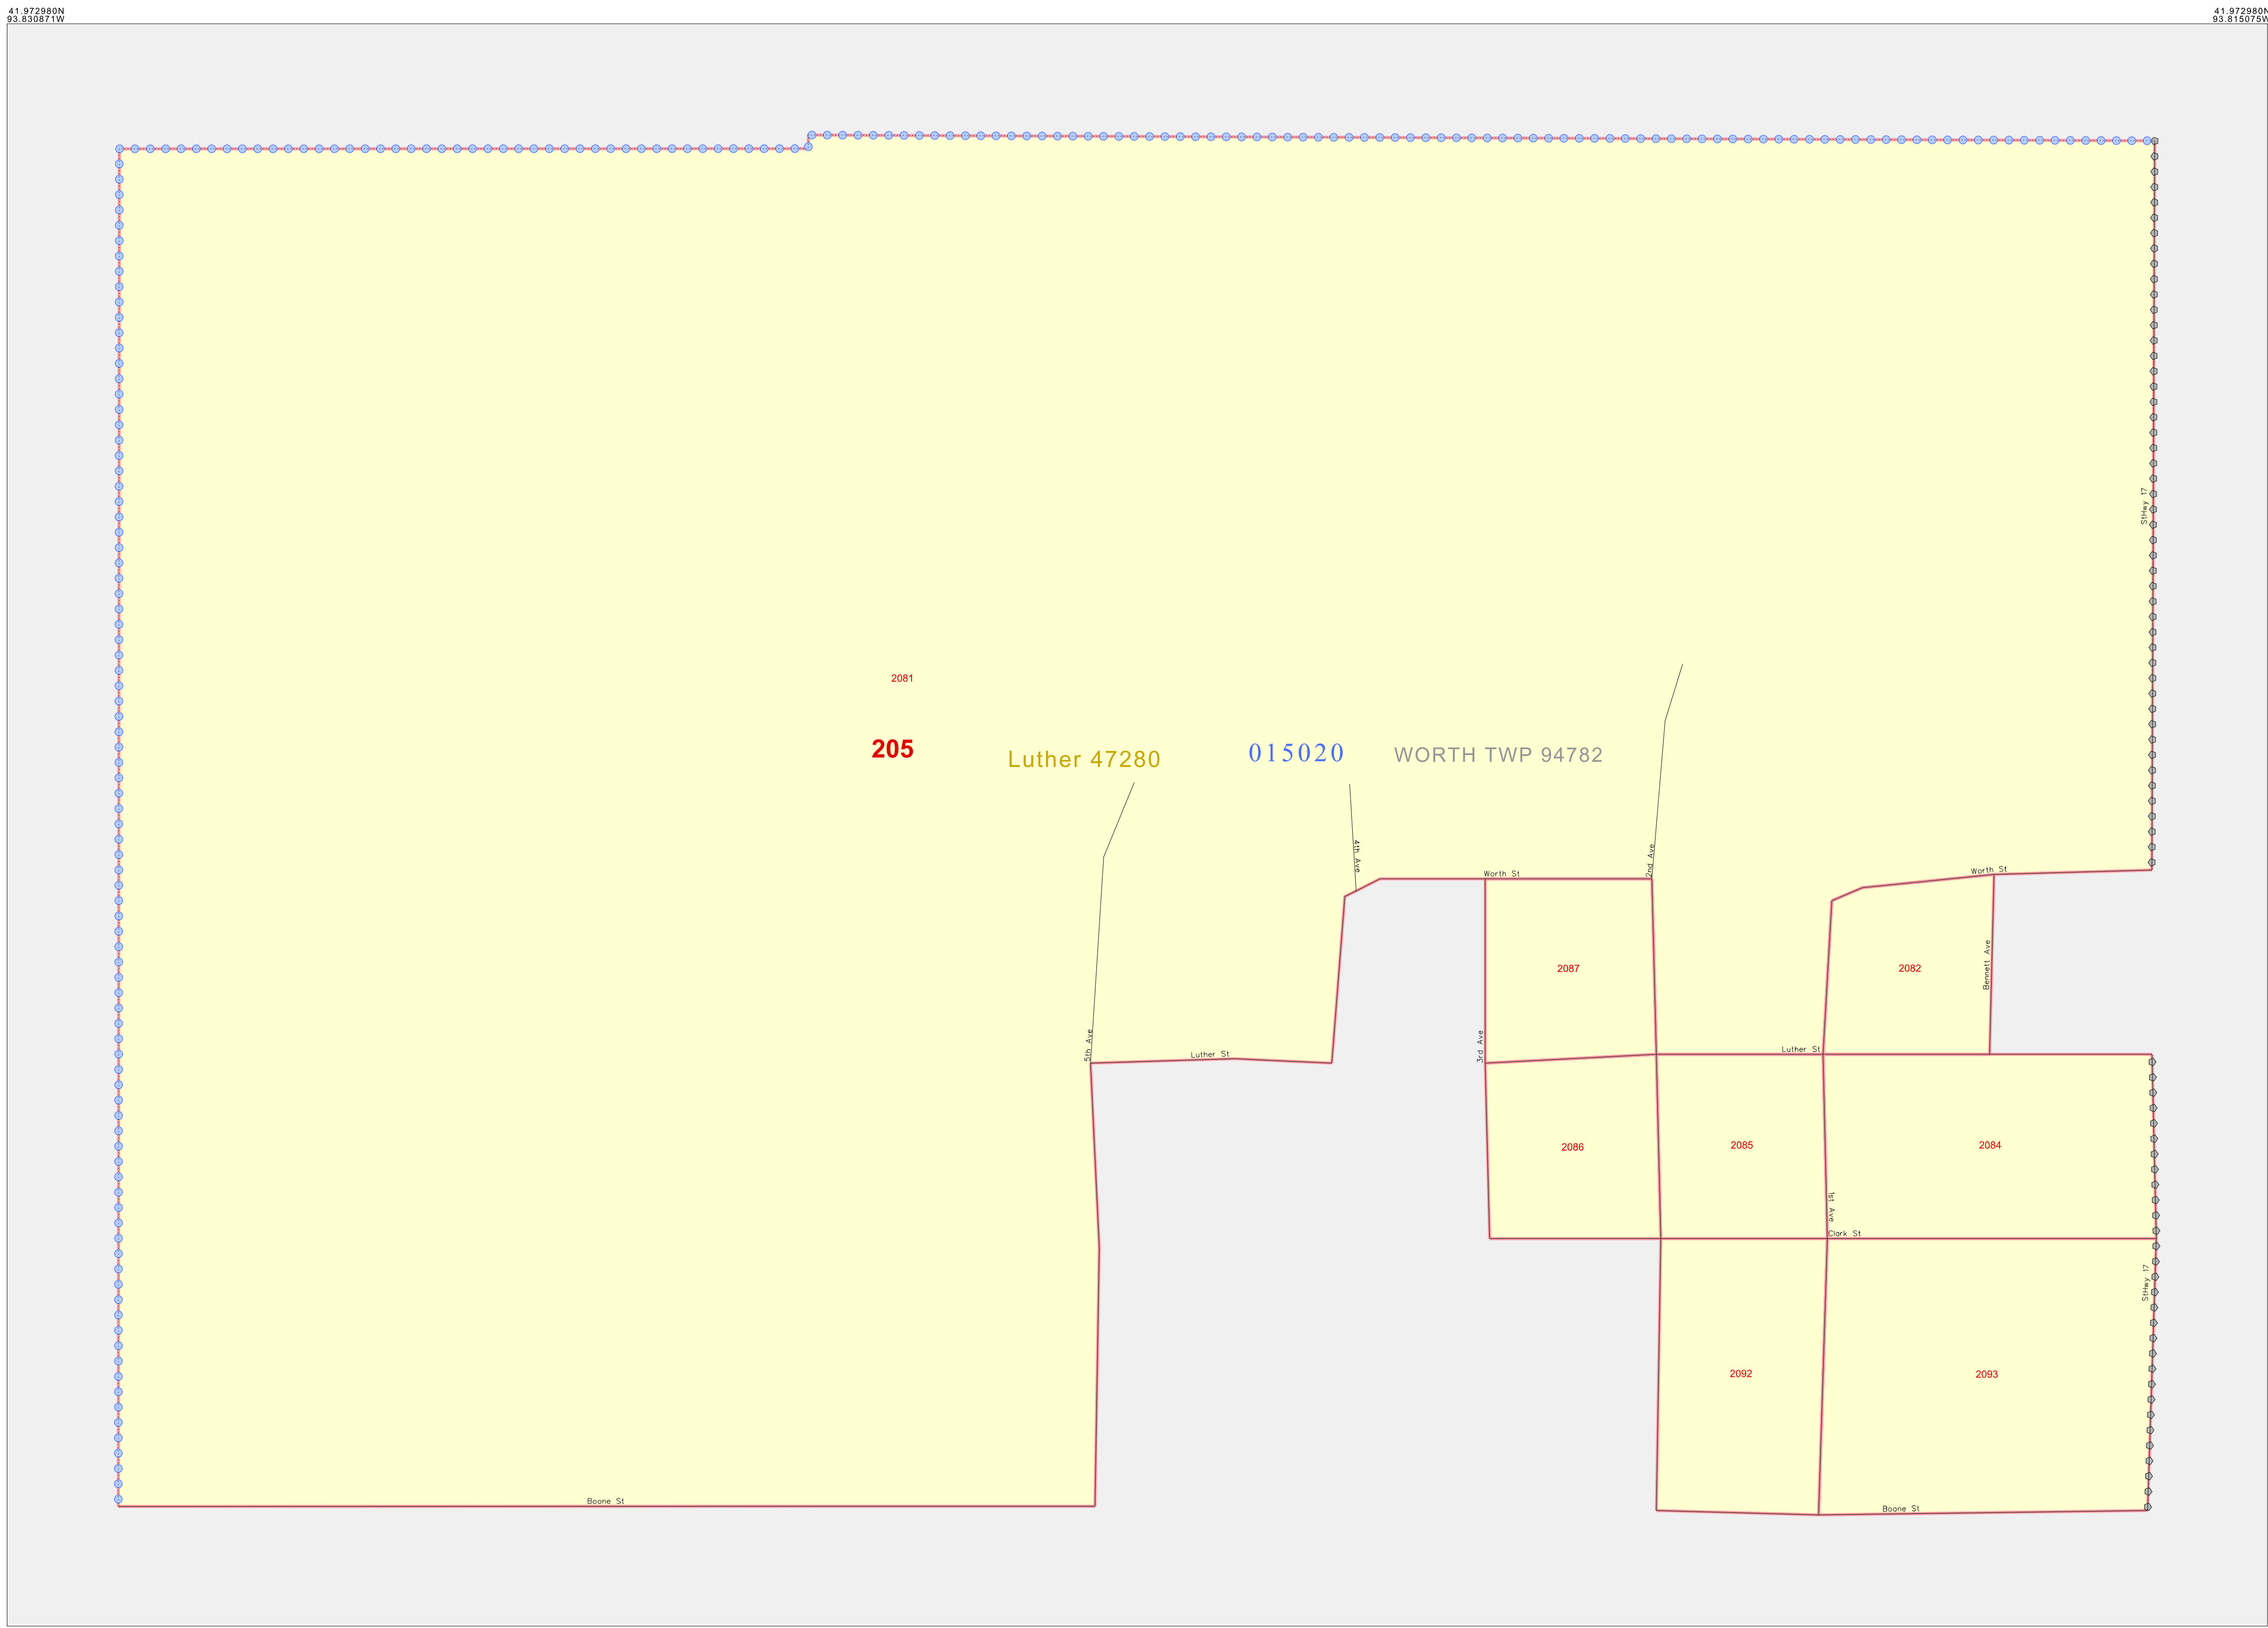 41.972980N
93.830871W
41.972980N
93.815075W
StHwy 17
2081
205
Luther 47280
015020
WORTH TWP 94782
4th Ave
2nd Ave
Worth St
Worth St
2087
2082
Bennett Ave
5th Ave
Luther St
3rd Ave
Luther St
2086
2085
2084
1st Ave
Clark St
StHwy 17
2092
2093
Boone St
Boone St